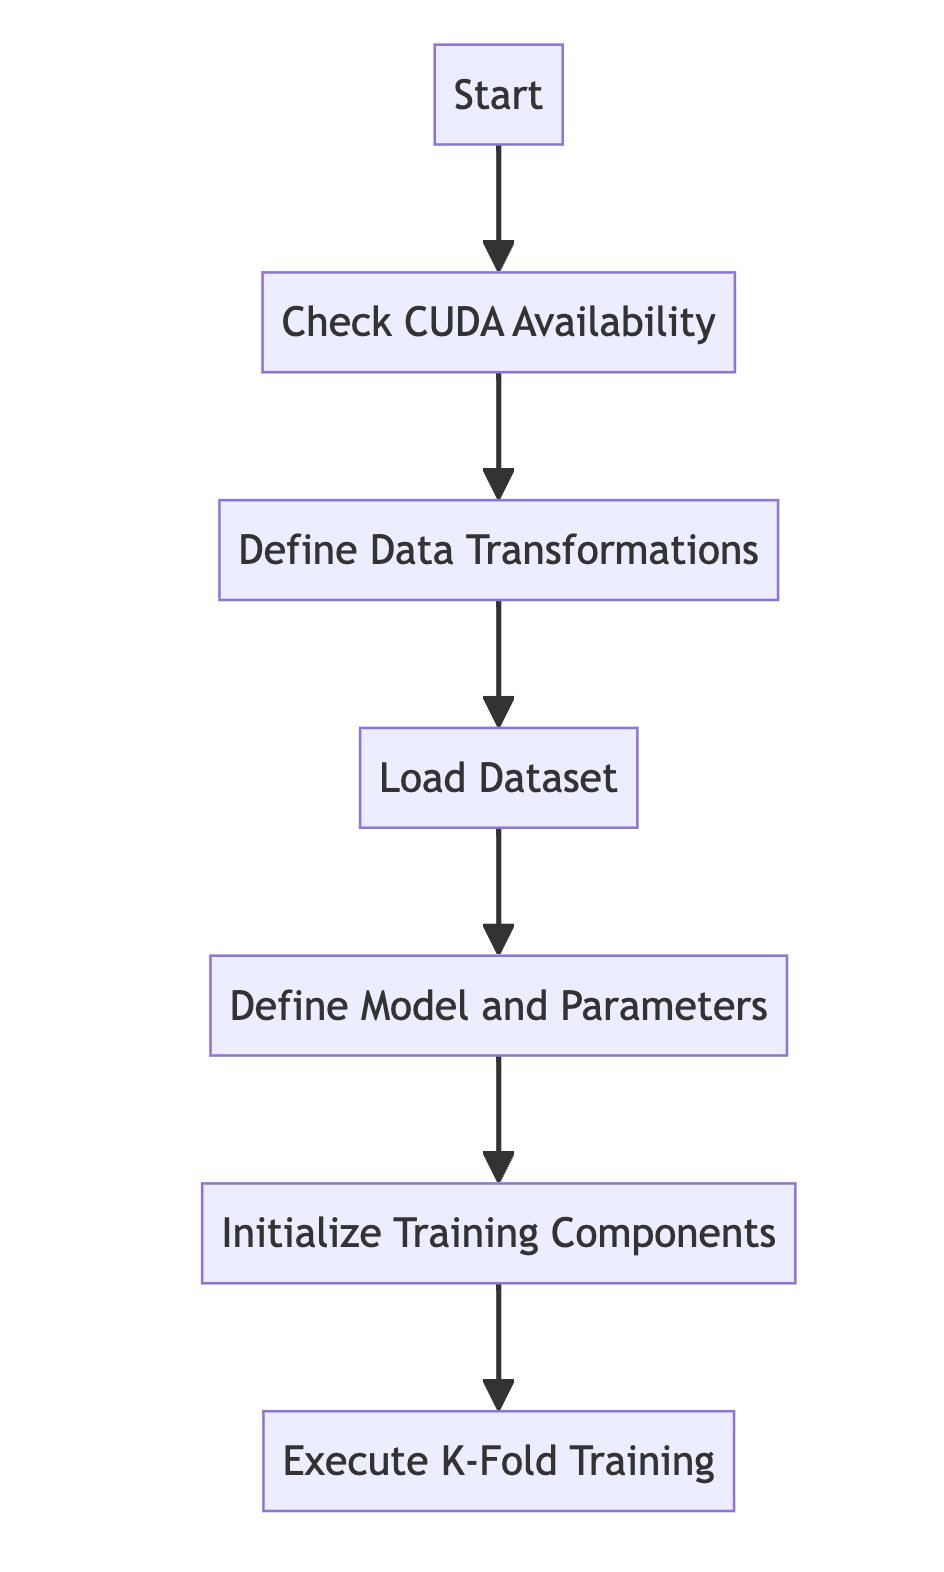 Start
Check CUDA Availability
Define Data Transformations
Load Dataset
Define Model and Parameters
Initialize Training Components
Execute K-Fold Training